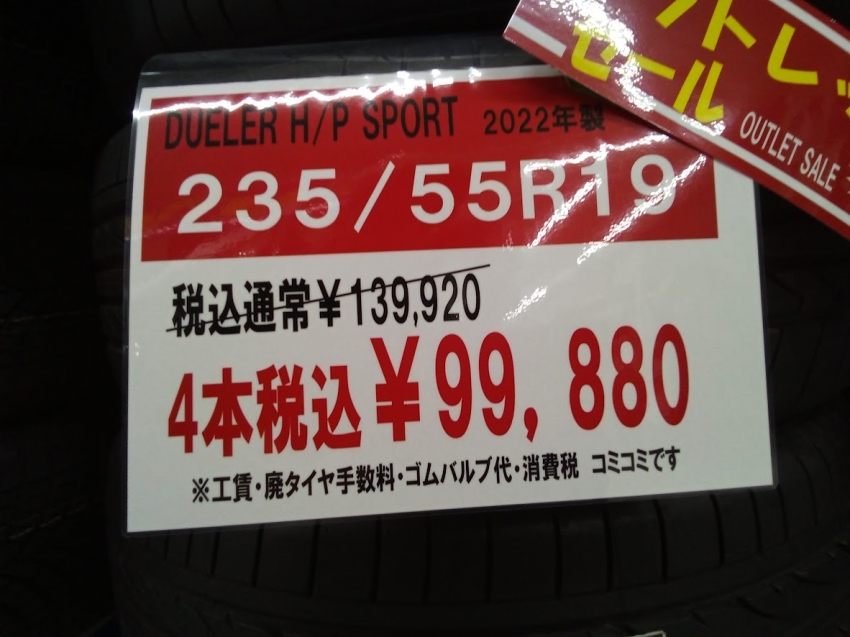 ントレッ
セール
OUTLET SALE
DUELER H/P SPORT 2022年製
235/55R19
税込通常￥139,920
4本税込￥99,880
※工賃・廃タイヤ手数料・ゴムバルブ代・消費税 コミコミです